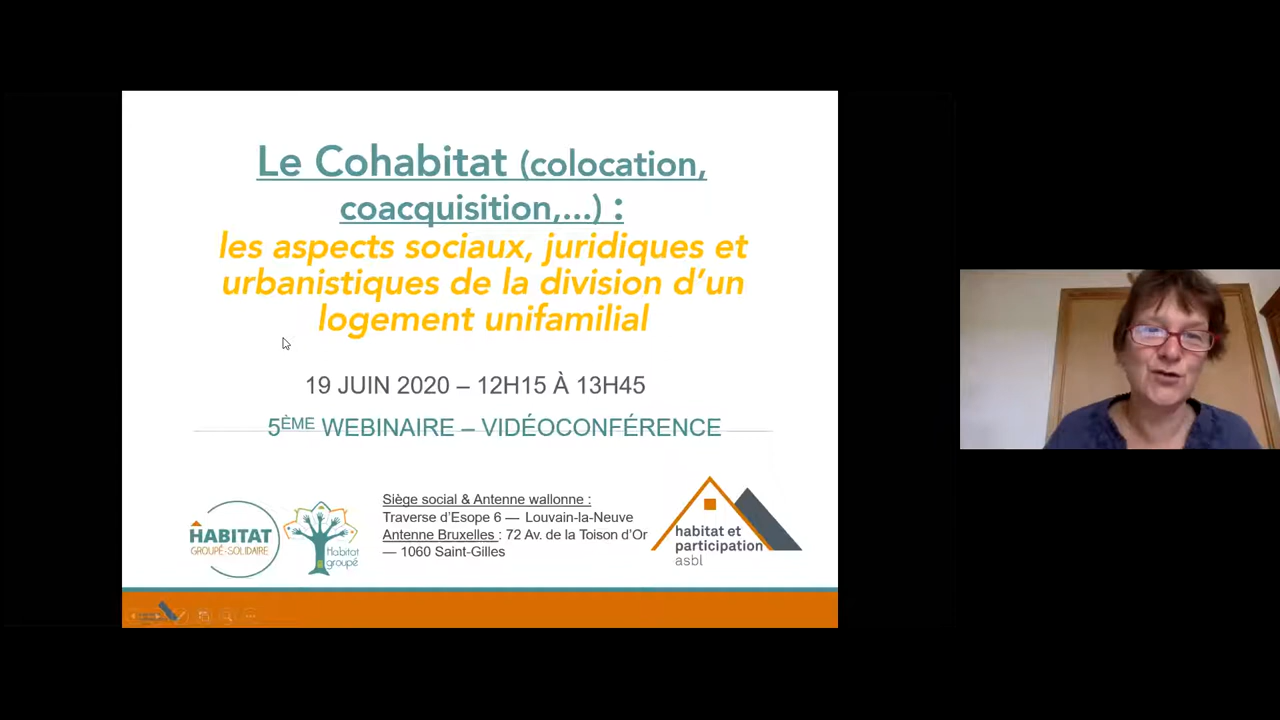 Le Cohabitat (colocation,
coacquisition,...) :
les aspects sociaux, juridiques et
urbanistiques de la division d’un
logement unifamilial
19 JUIN 2020 – 12H15 À 13H45
5ÈME WEBINAIRE – VIDÉOCONFÉRENCE
HABITAT
GROUPÉ-SOLIDAIRE
Habitat
groupé
Siège social & Antenne wallonne :
Traverse d’Esope 6 — Louvain-la-Neuve
Antenne Bruxelles : 72 Av. de la Toison d’Or
— 1060 Saint-Gilles
habitat et
participation
asbl